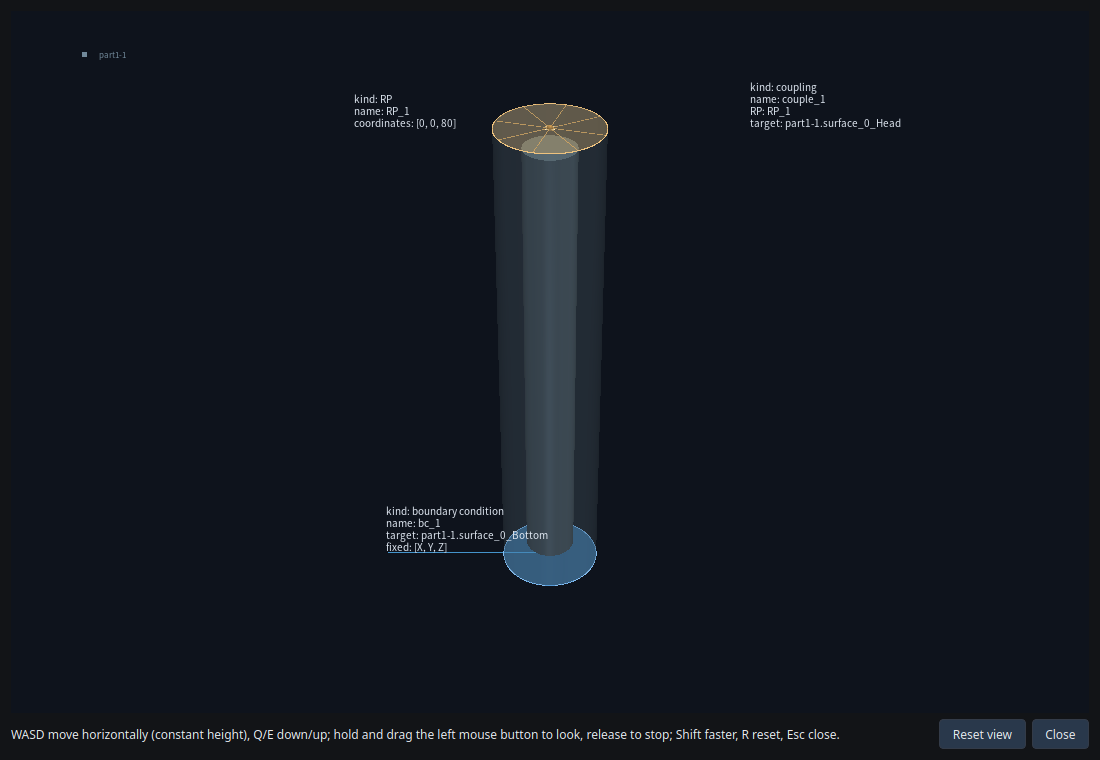 part1-1
kind: RP
name: RP_1
coordinates: [0, 0, 80]
kind: coupling
name: couple_1
RP: RP_1
target: part1-1.surface_0_Head
kind: boundary condition
name: bc_1
target: part1-1.surface_0_Bottom
fixed: [X, Y, Z]
WASD move horizontally (constant height), Q/E down/up; hold and drag the left mouse button to look, release to stop; Shift faster, R reset, Esc close.
Reset view
Close